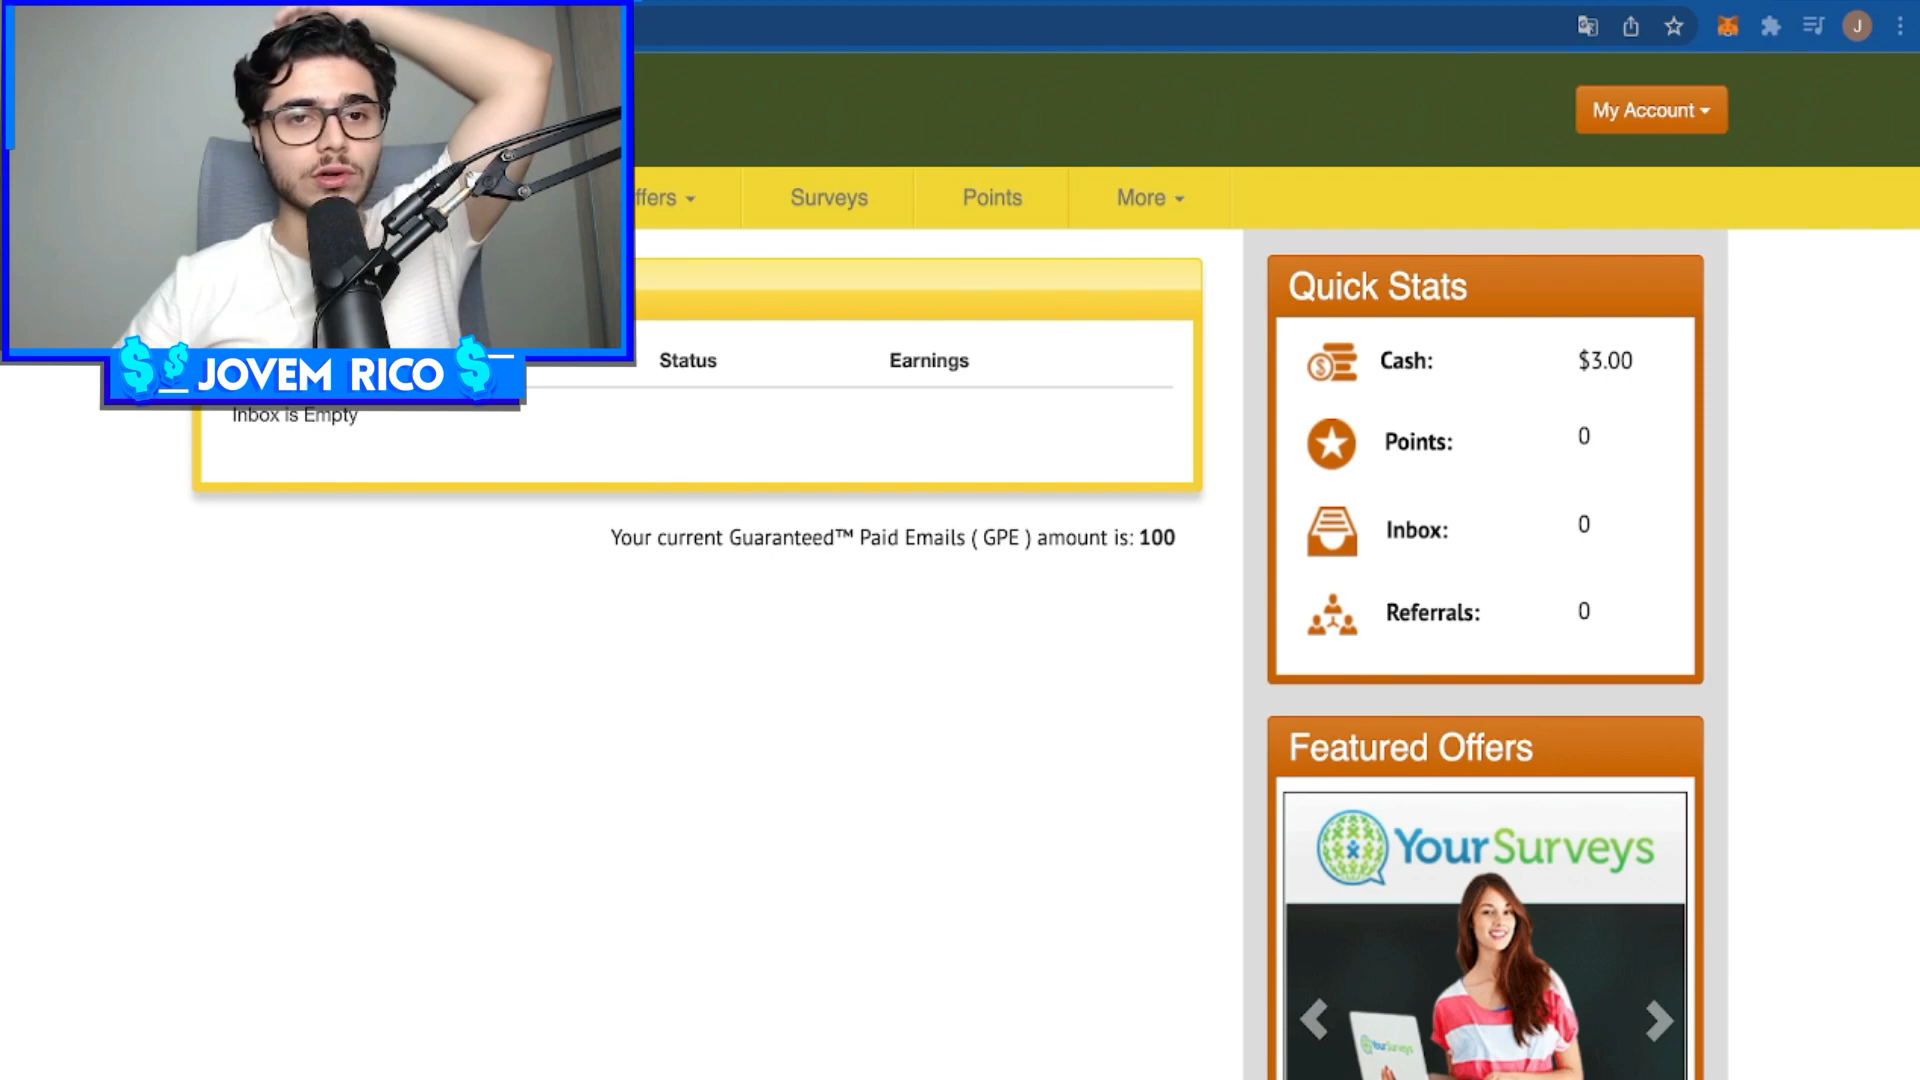 J
My Account
ffers
Surveys
Points
More
$ $ JOVEM RICO $
Status
Earnings
Inbox is Empty
Your current Guaranteed™ Paid Emails ( GPE ) amount is: 100
Quick Stats
Cash: $3.00
Points: 0
Inbox: 0
Referrals: 0
Featured Offers
YourSurveys
YourSurveys